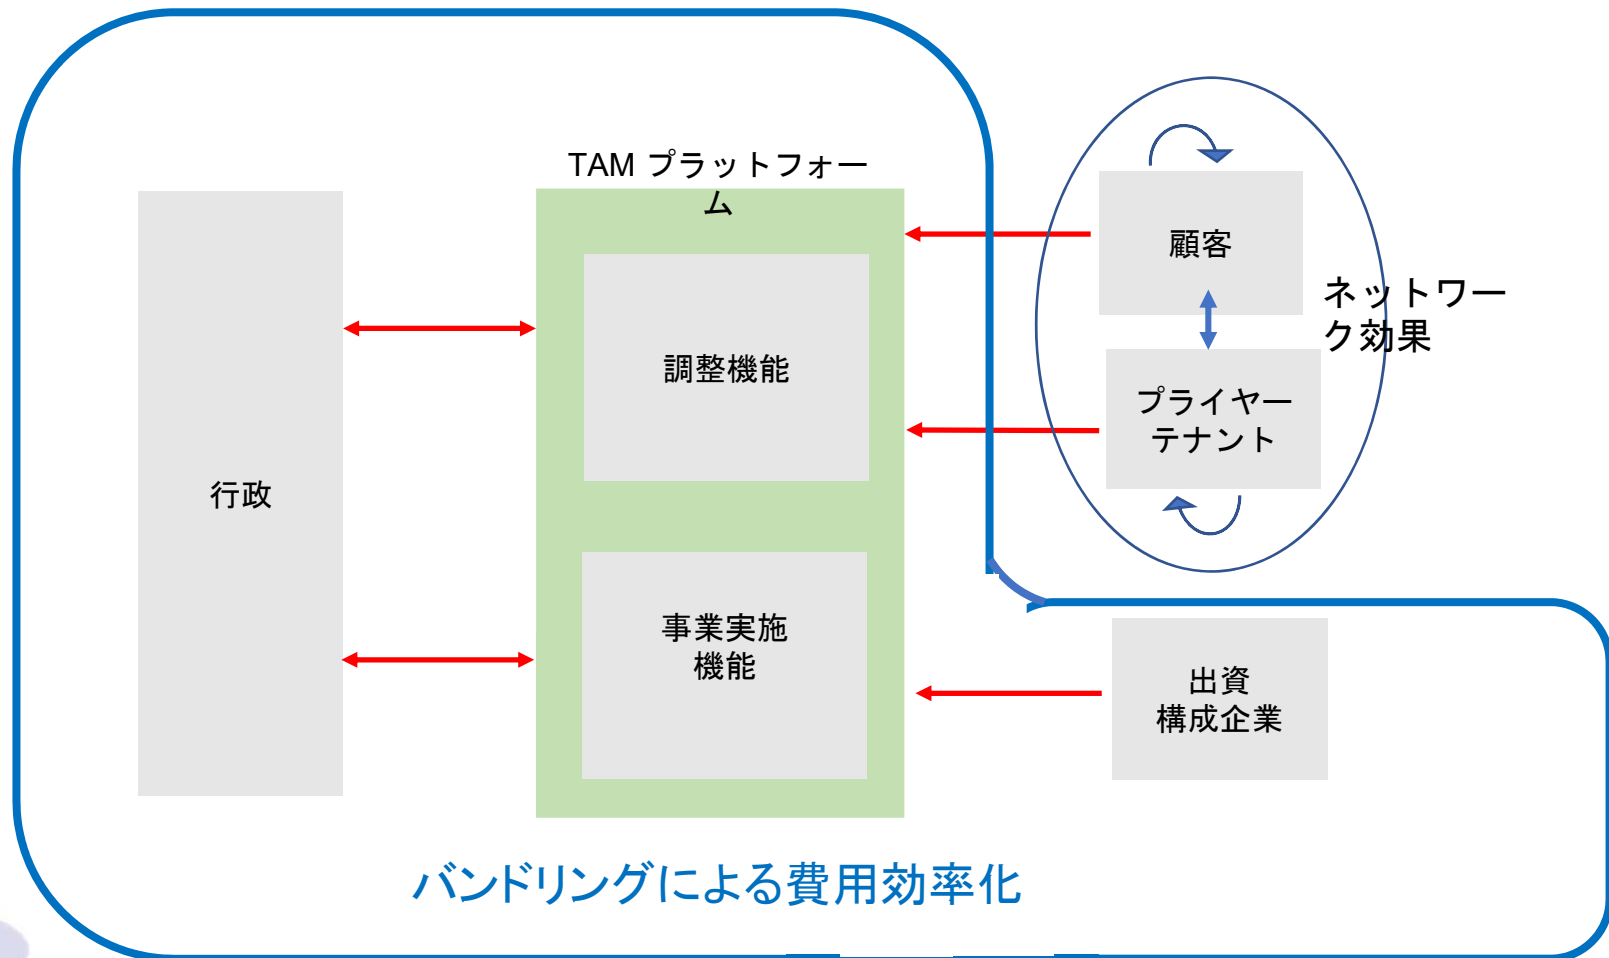 TAM プラットフォー
ム
行政
調整機能
事業実施
機能
顧客
ネットワー
ク効果
プライヤー
テナント
出資
構成企業
バンドリングによる費用効率化